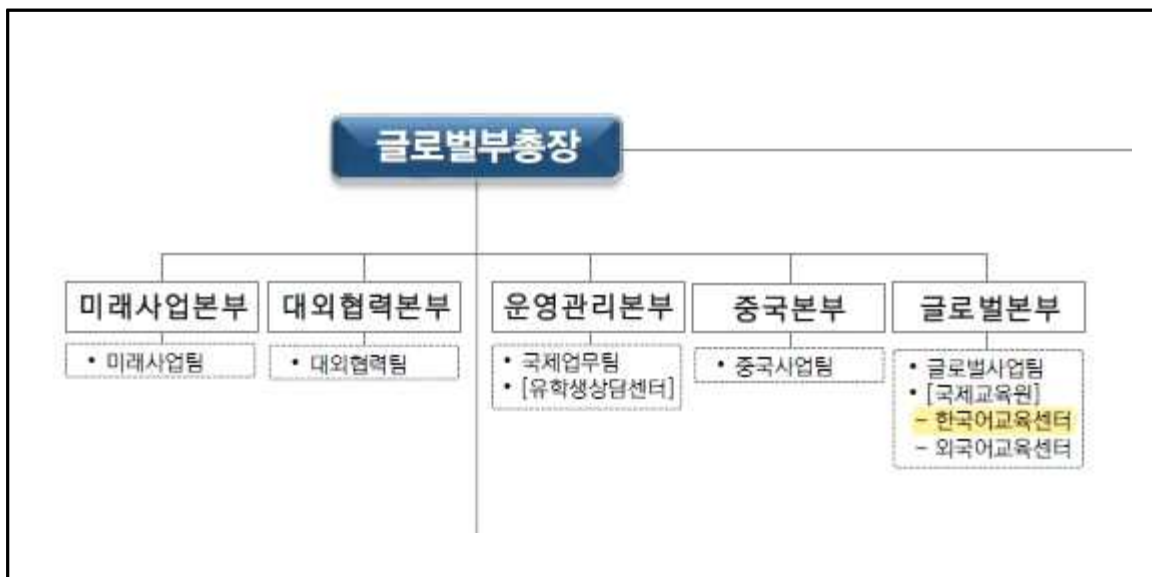 글로벌부총장
미래사업본부
• 미래사업팀
대외협력본부
• 대외협력팀
운영관리본부
• 국제업무팀
• [유학생상담센터]
중국본부
• 중국사업팀
글로벌본부
• 글로벌사업팀
• [국제교육원]
– 한국어교육센터
– 외국어교육센터